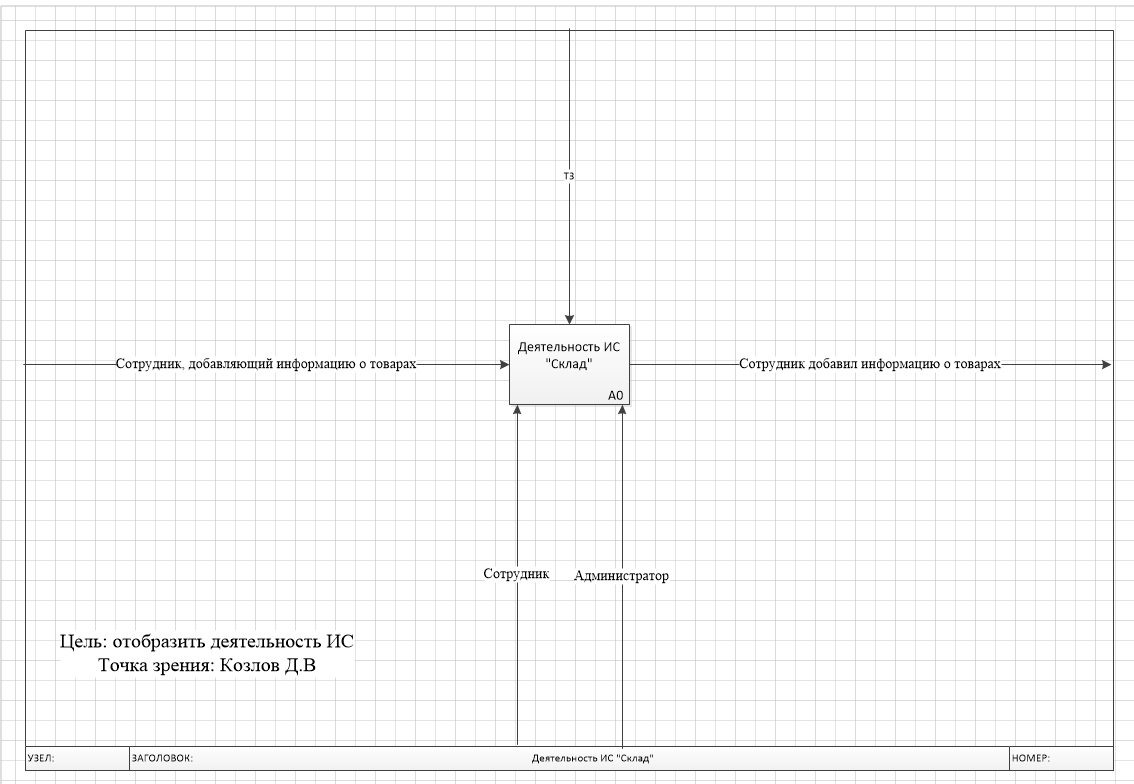 ТЗ
Деятельность ИС
"Склад"
A0
Сотрудник, добавляющий информацию о товарах
Сотрудник добавил информацию о товарах
Сотрудник
Администратор
Цель: отобразить деятельность ИС
Точка зрения: Козлов Д.В
УЗЕЛ:
ЗАГОЛОВОК:
Деятельность ИС "Склад"
НОМЕР: